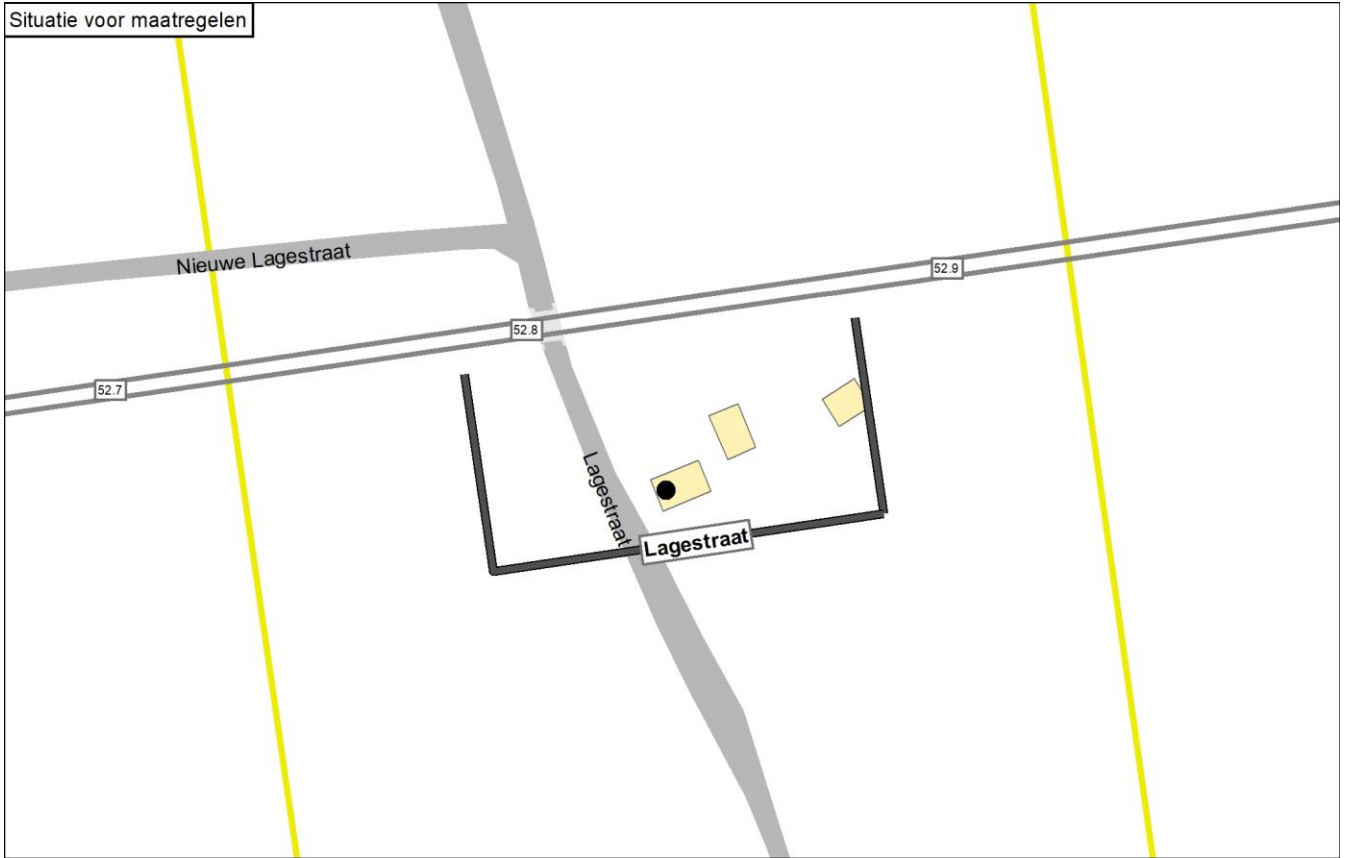 Situatie voor maatregelen
Nieuwe Lagestraat
52.9
52.8
52.7
Lagestraat
Lagestraat